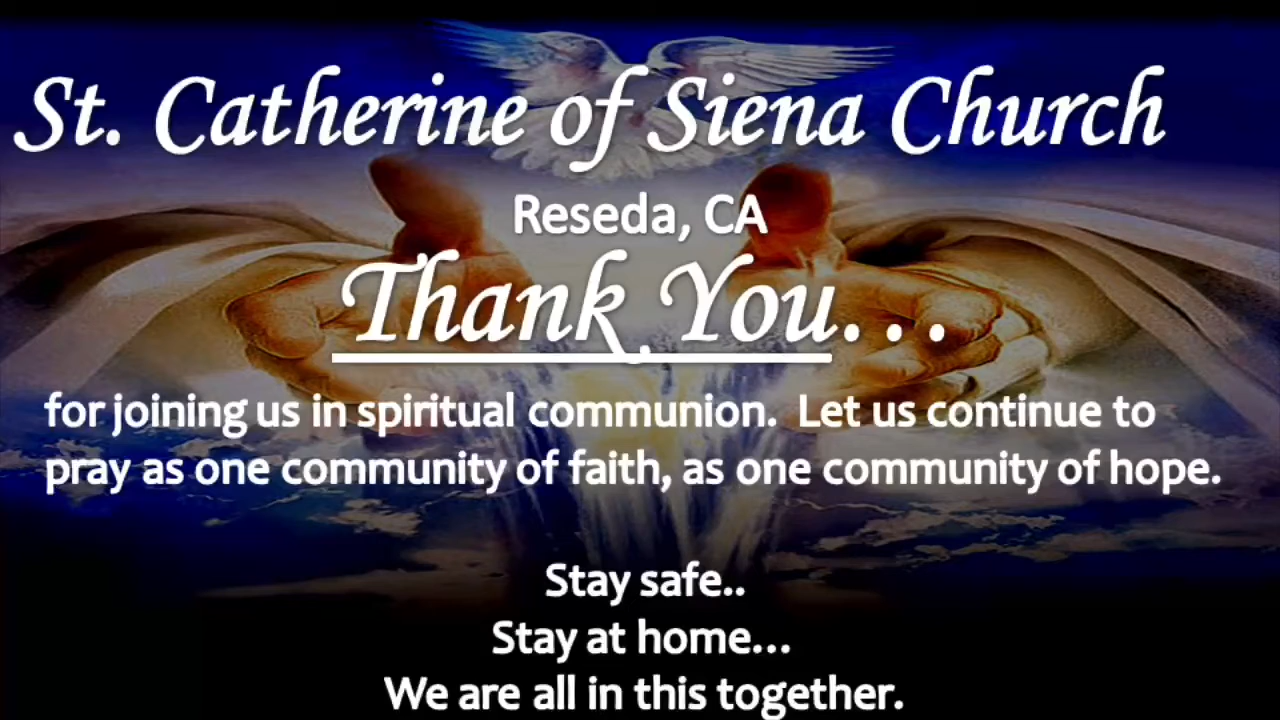 St. Catherine of Siena Church
Reseda, CA
Thank You...
for joining us in spiritual communion.  Let us continue to
pray as one community of faith, as one community of hope.
Stay safe..
Stay at home...
We are all in this together.